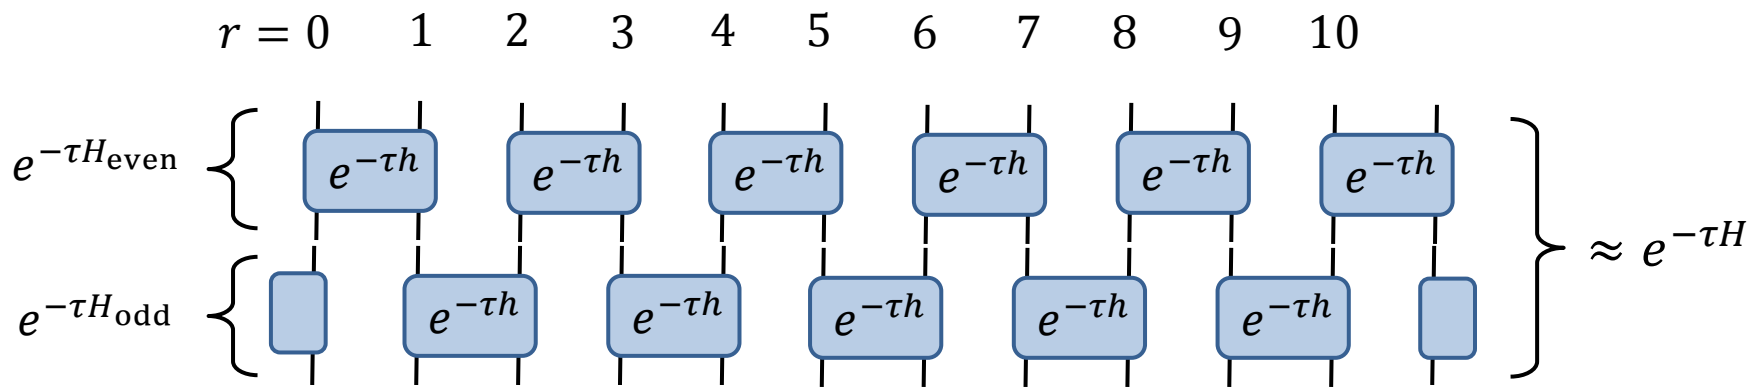 r = 0 1 2 3 4 5 6 7 8 9 10
e^{-τH_even} e^{-τh} e^{-τh} e^{-τh} e^{-τh} e^{-τh} e^{-τh}
≈ e^{-τH}
e^{-τH_odd} e^{-τh} e^{-τh} e^{-τh} e^{-τh} e^{-τh}